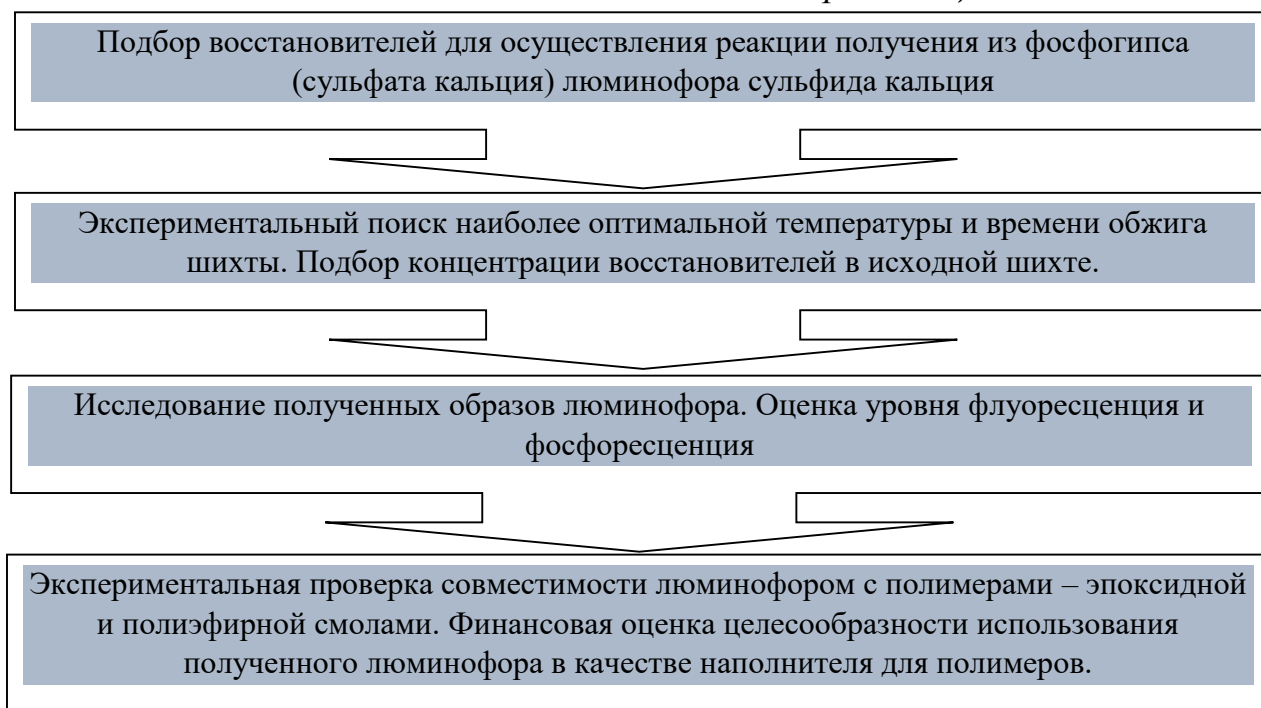 Подбор восстановителей для осуществления реакции получения из фосфогипса
(сульфата кальция) люминофора сульфида кальция
Экспериментальный поиск наиболее оптимальной температуры и времени обжига
шихты. Подбор концентрации восстановителей в исходной шихте.
Исследование полученных образов люминофора. Оценка уровня флуоресценция и
фосфоресценция
Экспериментальная проверка совместимости люминофором с полимерами – эпоксидной
и полиэфирной смолами. Финансовая оценка целесообразности использования
полученного люминофора в качестве наполнителя для полимеров.